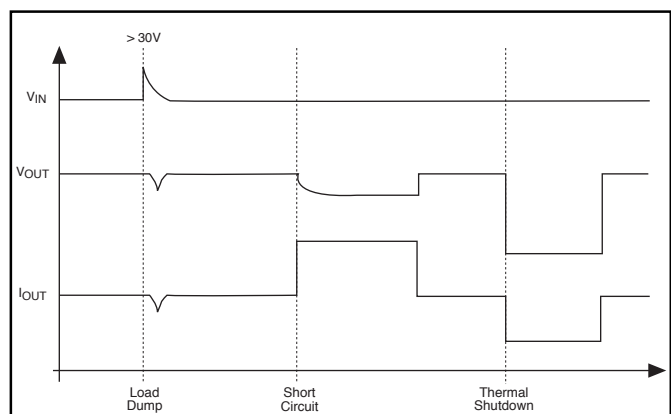 > 30V
VIN
VOUT
IOUT
Load
Dump
Short
Circuit
Thermal
Shutdown